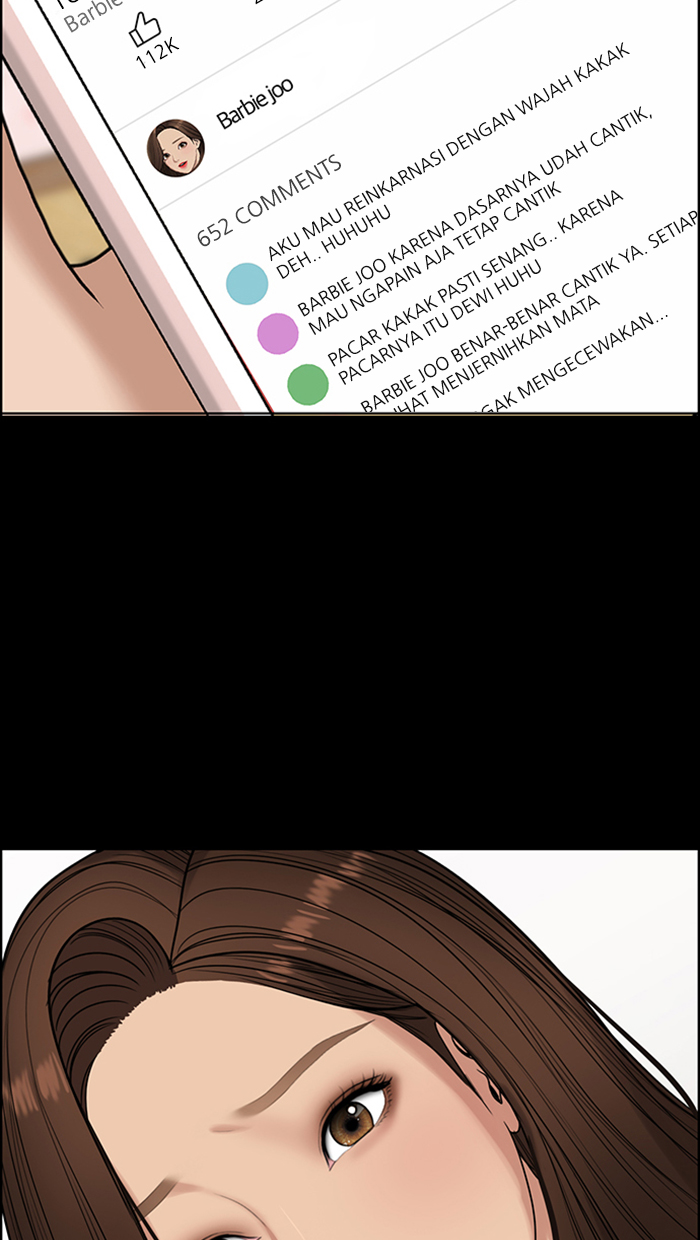 Barbie
112K
Barbie joo
652 COMMENTS
AKU MAU REINKARNASI DENGAN WAJAH KAKAK
DEH.. HUHUHU
BARBIE JOO KARENA DASARNYA UDAH CANTIK,
MAU NGAPAIN AJA TETAP CANTIK
PACAR KAKAK PASTI SENANG.. KARENA
PACARNYA ITU DEWI HUHU
BARBIE JOO BENAR-BENAR CANTIK YA. SETIAP
IHAT MENJERNIHKAN MATA
GAK MENGECEWAKAN...